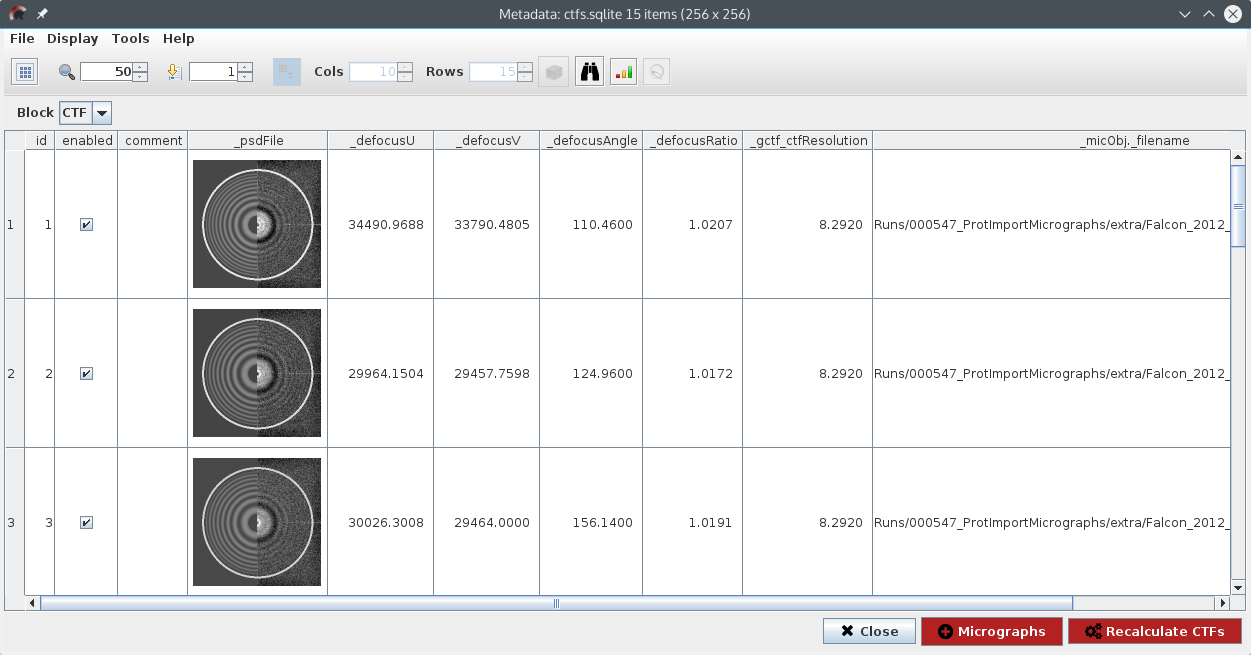 Metadata: ctfs.sqlite 15 items (256 x 256)
File Display Tools Help
50 1 Cols 10 Rows 15
Block CTF
id enabled comment _psdFile _defocusU _defocusV _defocusAngle _defocusRatio _gctf_ctfResolution _micObj._filename
1 1 34490.9688 33790.4805 110.4600 1.0207 8.2920 Runs/000547_ProtImportMicrographs/extra/Falcon_2012_
2 2 29964.1504 29457.7598 124.9600 1.0172 8.2920 Runs/000547_ProtImportMicrographs/extra/Falcon_2012_
3 3 30026.3008 29464.0000 156.1400 1.0191 8.2920 Runs/000547_ProtImportMicrographs/extra/Falcon_2012_
Close Micrographs Recalculate CTFs